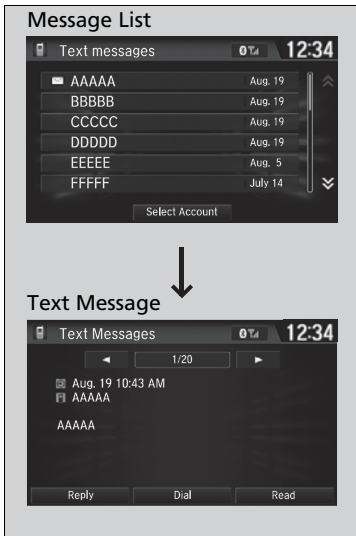 Message List
Text messages 12:34
AAAAA Aug. 19
BBBBB Aug. 19
CCCCC Aug. 19
DDDDD Aug. 19
EEEEE Aug. 5
FFFFF July 14
Select Account
Text Message
Text Messages 12:34
1/20
Aug. 19 10:43 AM
AAAAA
AAAAA
Reply Dial Read